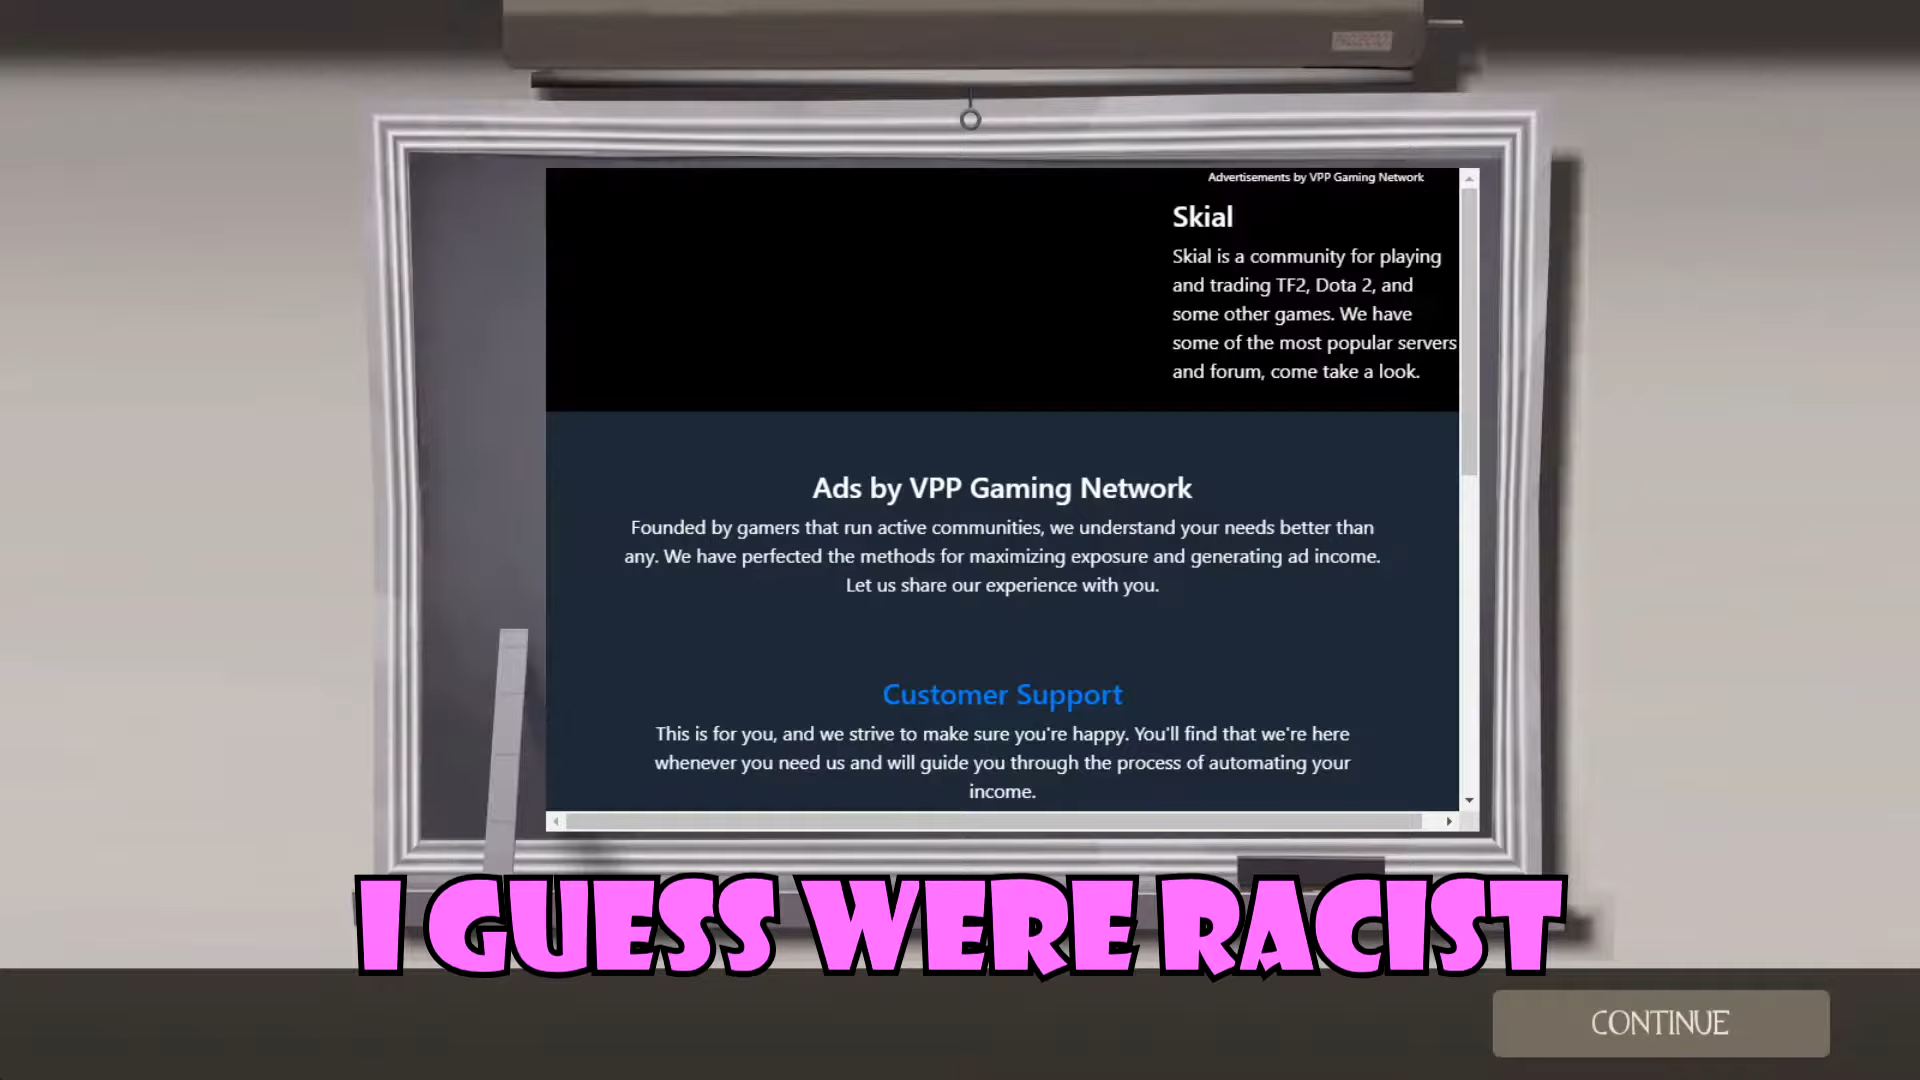 Advertisements by VPP Gaming Network
Skial
Skial is a community for playing
and trading TF2, Dota 2, and
some other games. We have
some of the most popular servers
and forum, come take a look.
Ads by VPP Gaming Network
Founded by gamers that run active communities, we understand your needs better than
any. We have perfected the methods for maximizing exposure and generating ad income.
Let us share our experience with you.
Customer Support
This is for you, and we strive to make sure you're happy. You'll find that we're here
whenever you need us and will guide you through the process of automating your
income.
I GUESS WERE RACIST
CONTINUE